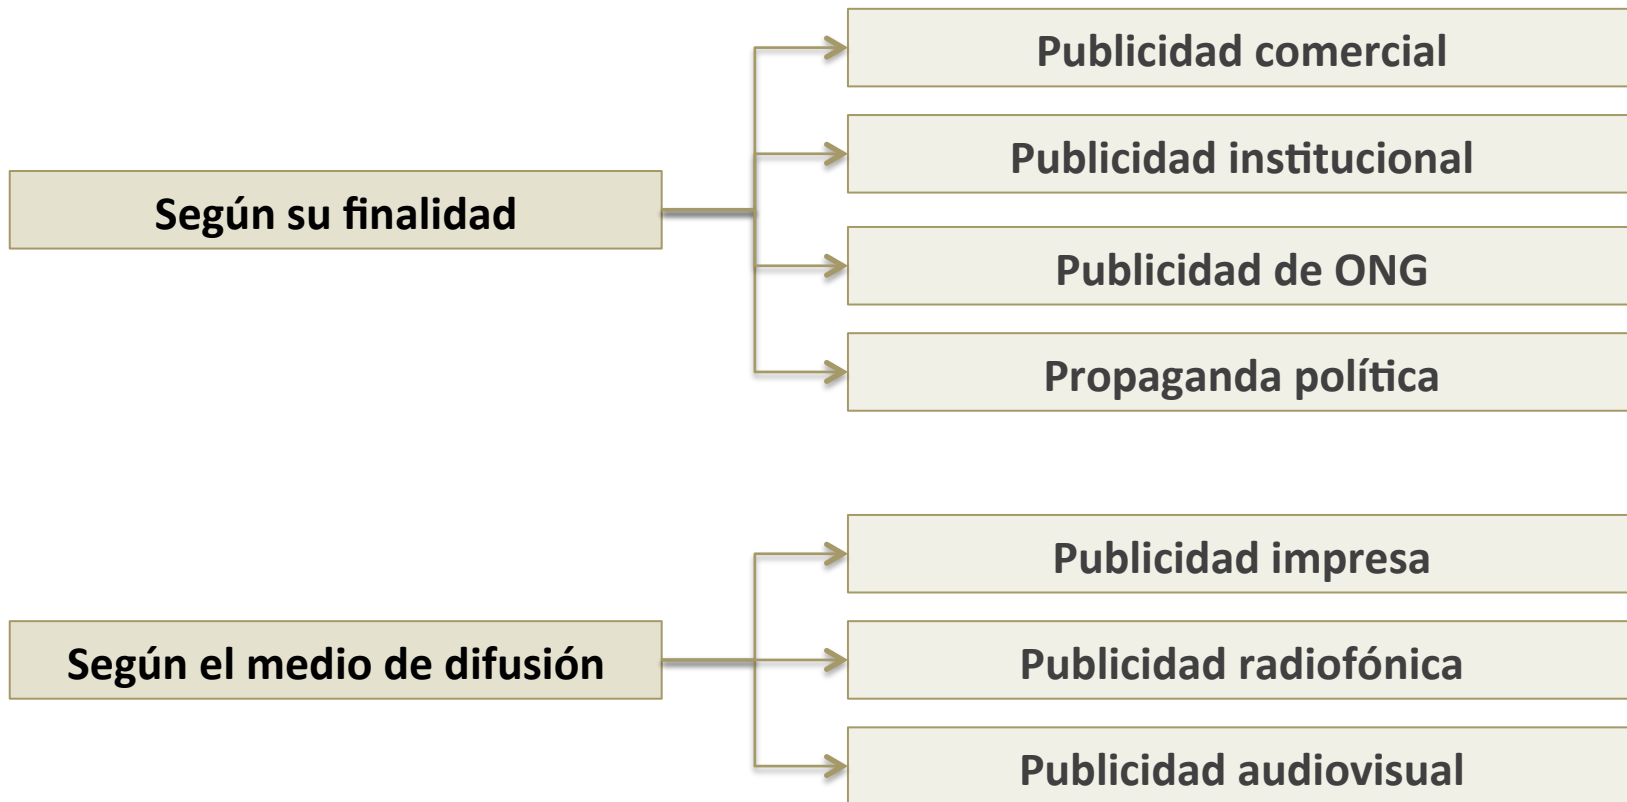 Según su finalidad
Publicidad comercial
Publicidad institucional
Publicidad de ONG
Propaganda política
Según el medio de difusión
Publicidad impresa
Publicidad radiofónica
Publicidad audiovisual